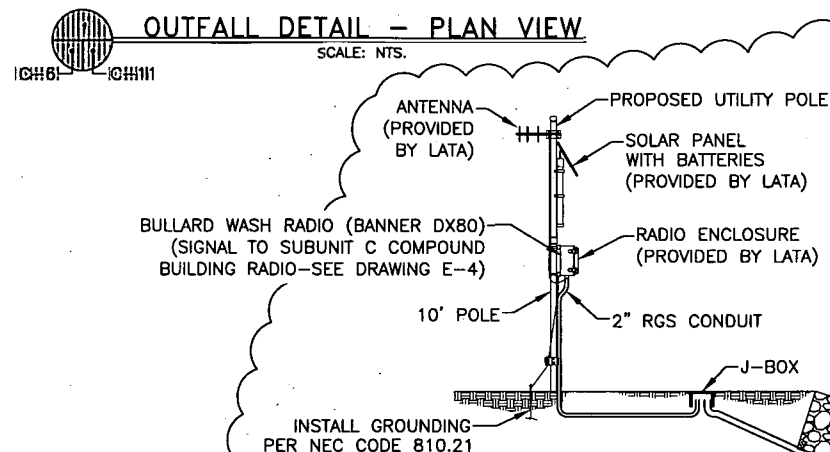 OUTFALL DETAIL - PLAN VIEW
SCALE: NTS.
ANTENNA
(PROVIDED
BY LATA)
PROPOSED UTILITY POLE
SOLAR PANEL
WITH BATTERIES
(PROVIDED BY LATA)
BULLARD WASH RADIO (BANNER DX80)
(SIGNAL TO SUBUNIT C COMPOUND
BUILDING RADIO-SEE DRAWING E-4)
RADIO ENCLOSURE
(PROVIDED BY LATA)
10' POLE
2" RGS CONDUIT
J-BOX
INSTALL GROUNDING
PER NEC CODE 810.21